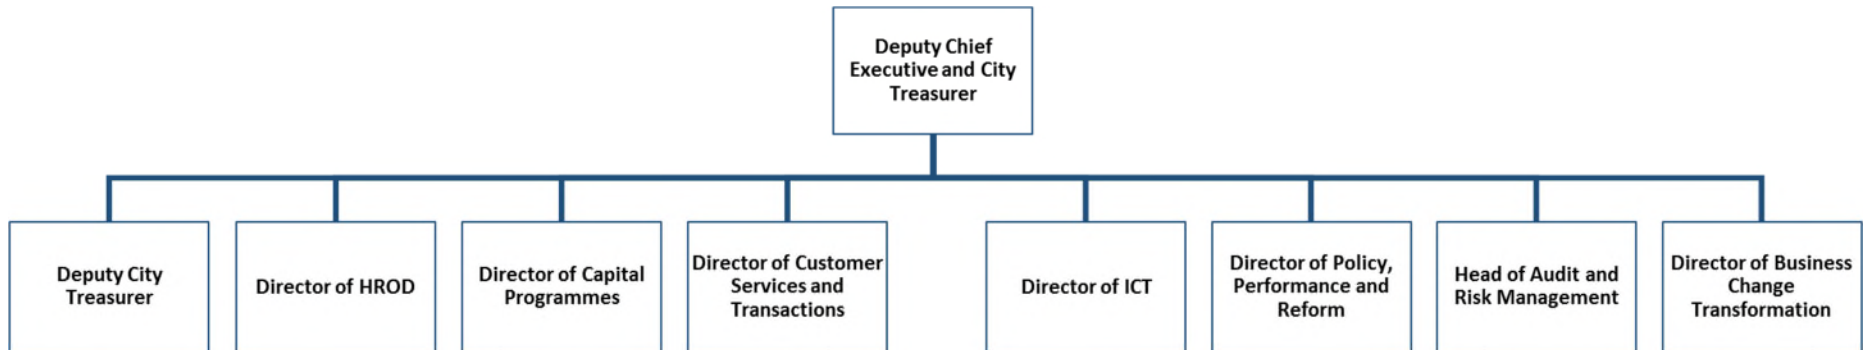 Deputy Chief
Executive and City
Treasurer
Deputy City
Treasurer
Director of HROD
Director of Capital
Programmes
Director of Customer
Services and
Transactions
Director of ICT
Director of Policy,
Performance and
Reform
Head of Audit and
Risk Management
Director of Business
Change
Transformation